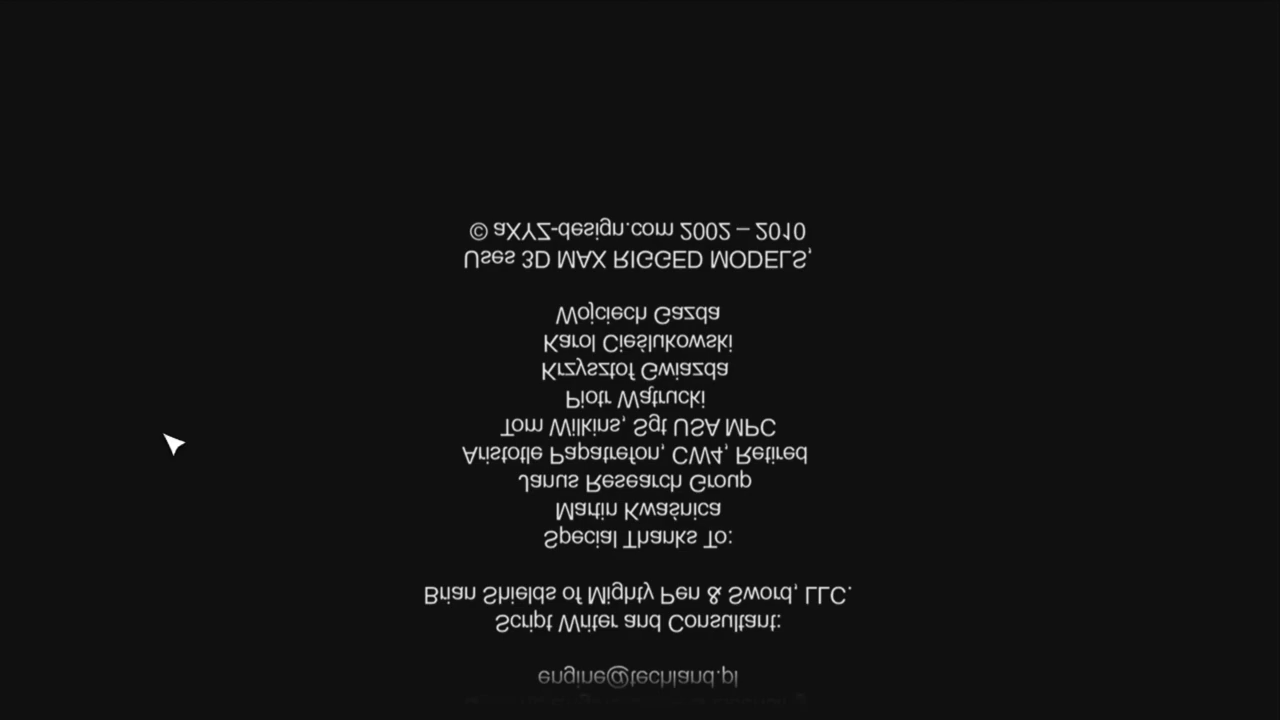 engine@techland.pl
Script Writer and Consultant:
Brian Shields of Mighty Pen & Sword, LLC.
Special Thanks To:
Martin Kwaśnica
Janus Research Group
Aristotle Papatrefon, CW4, Retired
Tom Wilkins, Sgt USA MPC
Piotr Wątrucki
Krzysztof Gwiazda
Karol Cieślukowski
Wojciech Gazda
Uses 3D MAX RIGGED MODELS,
© aXYZ-design.com 2002 – 2010